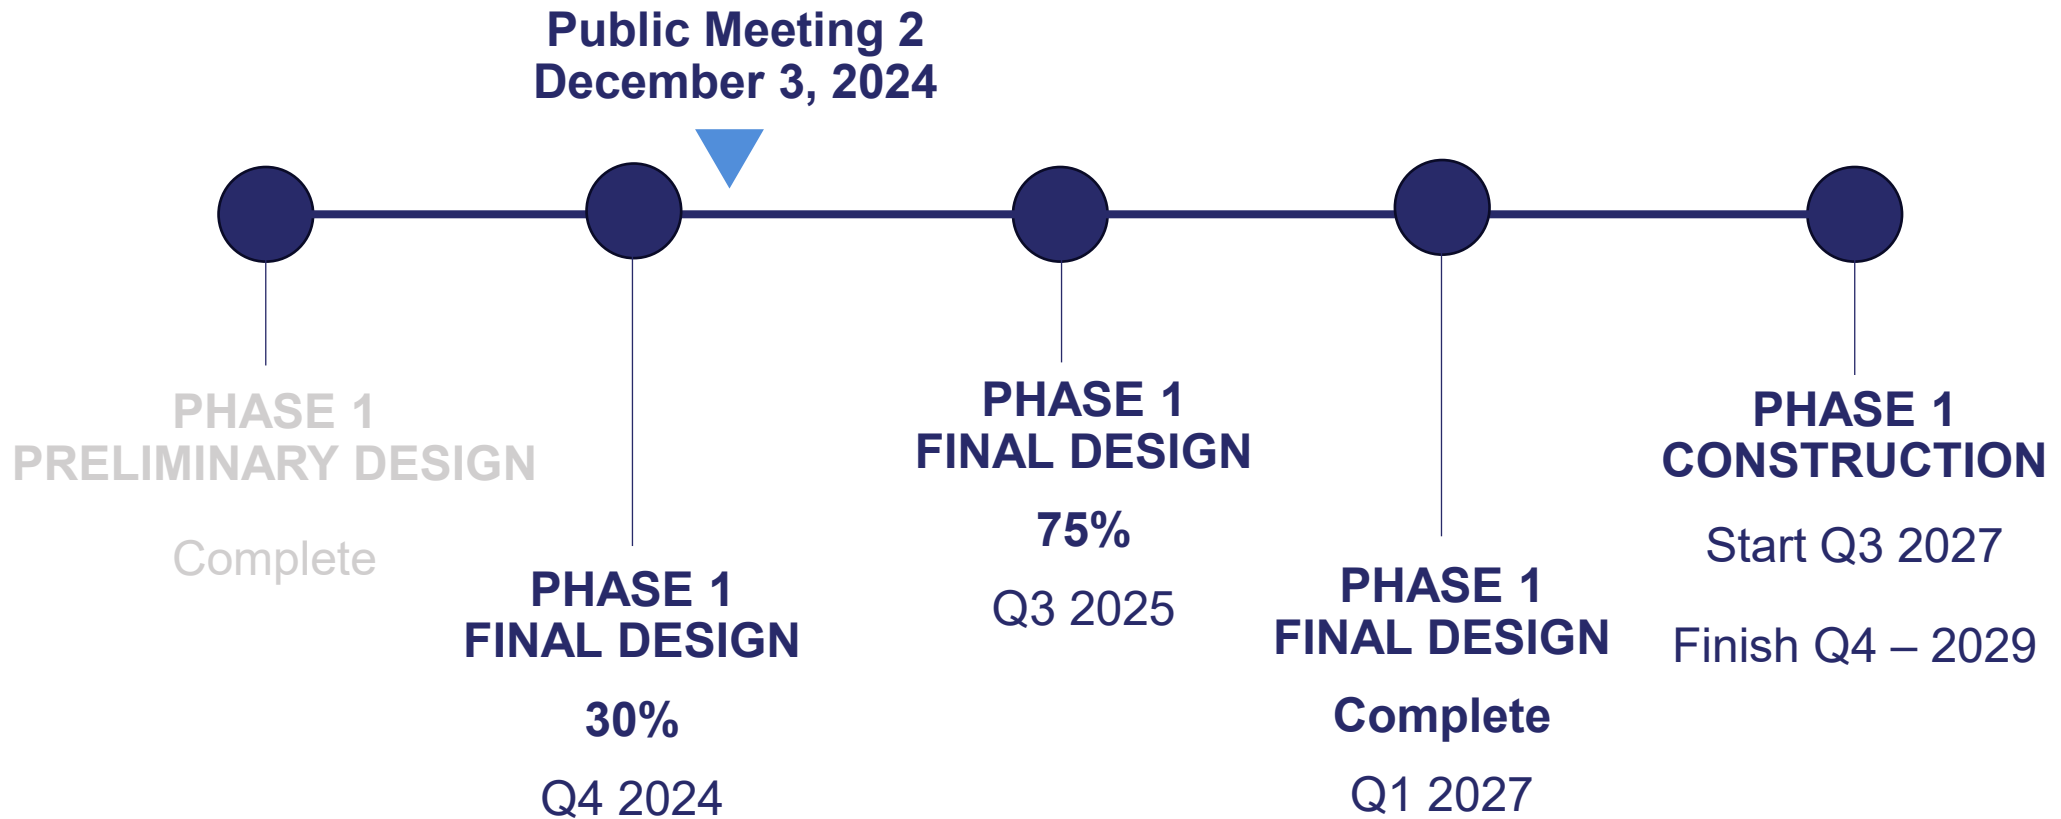 Public Meeting 2
December 3, 2024
PHASE 1
PRELIMINARY DESIGN
Complete
PHASE 1
FINAL DESIGN
30%
Q4 2024
PHASE 1
FINAL DESIGN
75%
Q3 2025
PHASE 1
FINAL DESIGN
Complete
Q1 2027
PHASE 1
CONSTRUCTION
Start Q3 2027
Finish Q4 – 2029